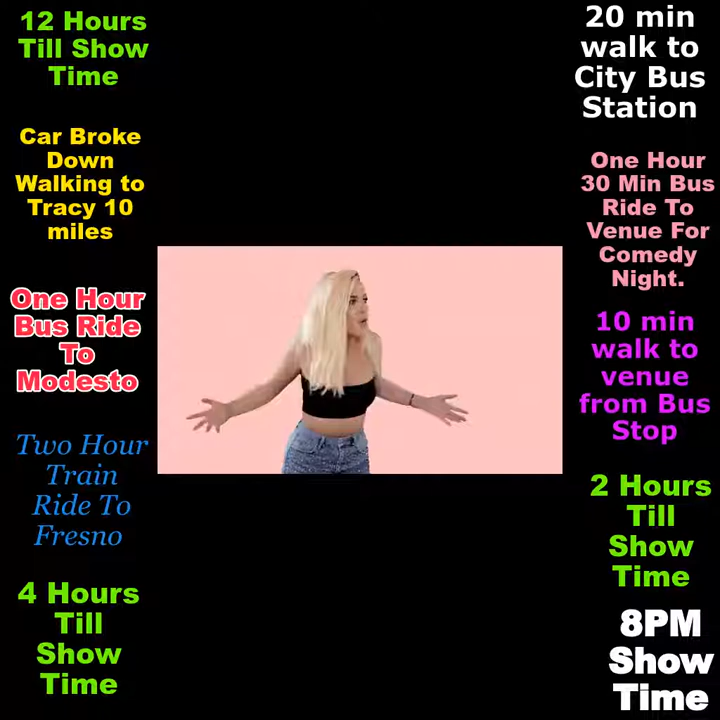 12 Hours
Till Show
Time
Car Broke
Down
Walking to
Tracy 10
miles
One Hour
Bus Ride
To
Modesto
Two Hour
Train
Ride To
Fresno
4 Hours
Till
Show
Time
20 min
walk to
City Bus
Station
One Hour
30 Min Bus
Ride To
Venue For
Comedy
Night.
10 min
walk to
venue
from Bus
Stop
2 Hours
Till
Show
Time
8PM
Show
Time